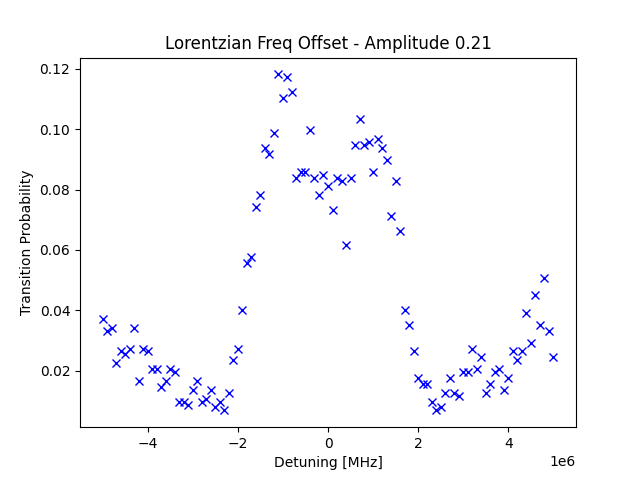 Lorentzian Freq Offset - Amplitude 0.21
0.12
0.10
0.08
0.06
0.04
0.02
Transition Probability
−4
−2
0
2
4
1e6
Detuning [MHz]